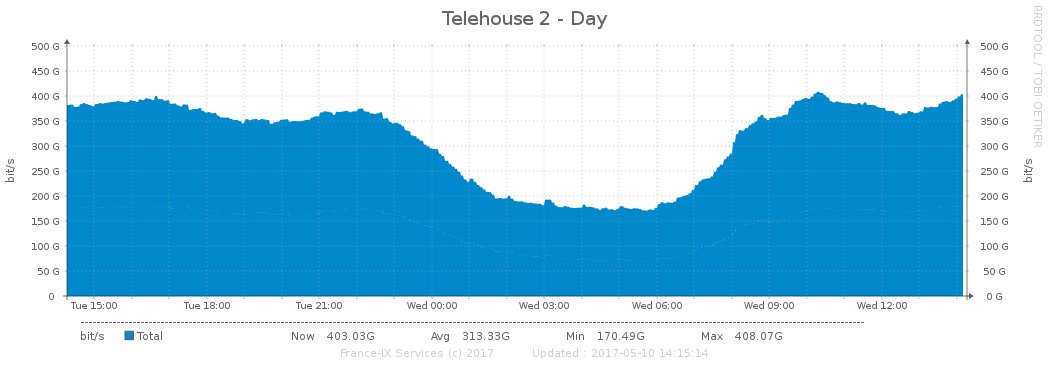 Telehouse 2 - Day
RRDTOOL / TOBI OETIKER
500 G 500 G
450 G 450 G
400 G 400 G
350 G 350 G
300 G 300 G
250 G 250 G
200 G 200 G
150 G 150 G
100 G 100 G
50 G 50 G
0 0 G
bit/s
bit/s
Tue 15:00 Tue 18:00 Tue 21:00 Wed 00:00 Wed 03:00 Wed 06:00 Wed 09:00 Wed 12:00
bit/s Total Now 403.03G Avg 313.33G Min 170.49G Max 408.07G
France-IX Services (c) 2017 Updated : 2017-05-10 14:15:14